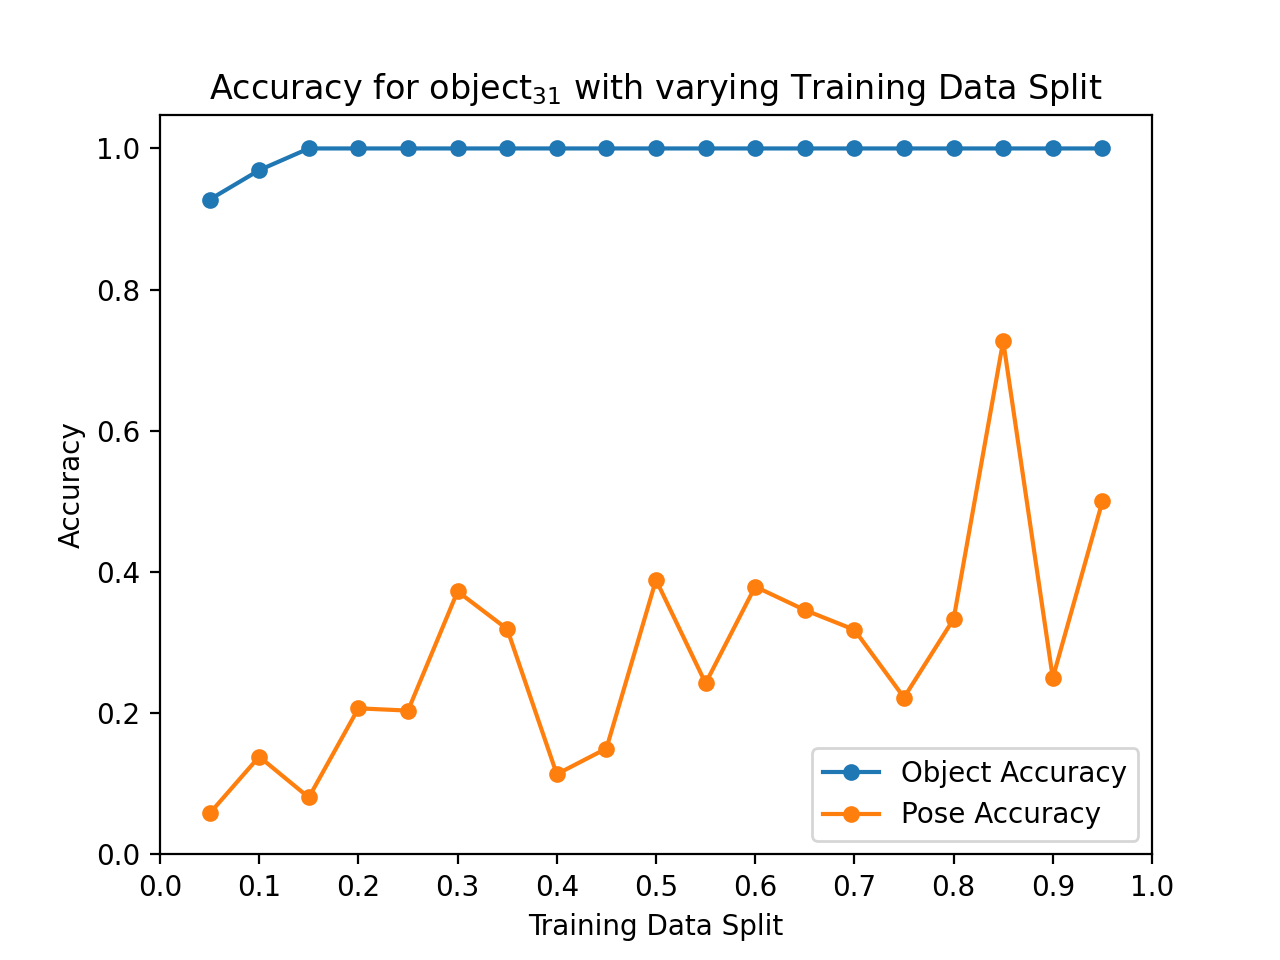 Accuracy for object₃₁ with varying Training Data Split
1.0
0.8
0.6
0.4
0.2
0.0
Accuracy
0.0 0.1 0.2 0.3 0.4 0.5 0.6 0.7 0.8 0.9 1.0
Training Data Split
Object Accuracy
Pose Accuracy